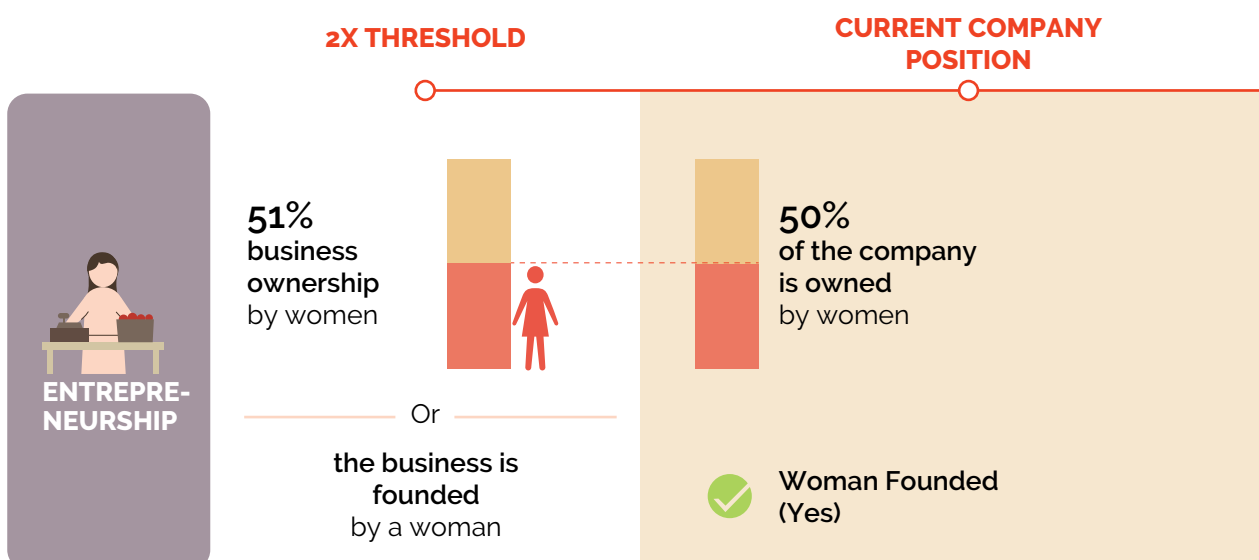 2X THRESHOLD
CURRENT COMPANY
POSITION
ENTREPRE-
NEURSHIP
51%
business
ownership
by women
Or
the business is
founded
by a woman
50%
of the company
is owned
by women
Woman Founded
(Yes)